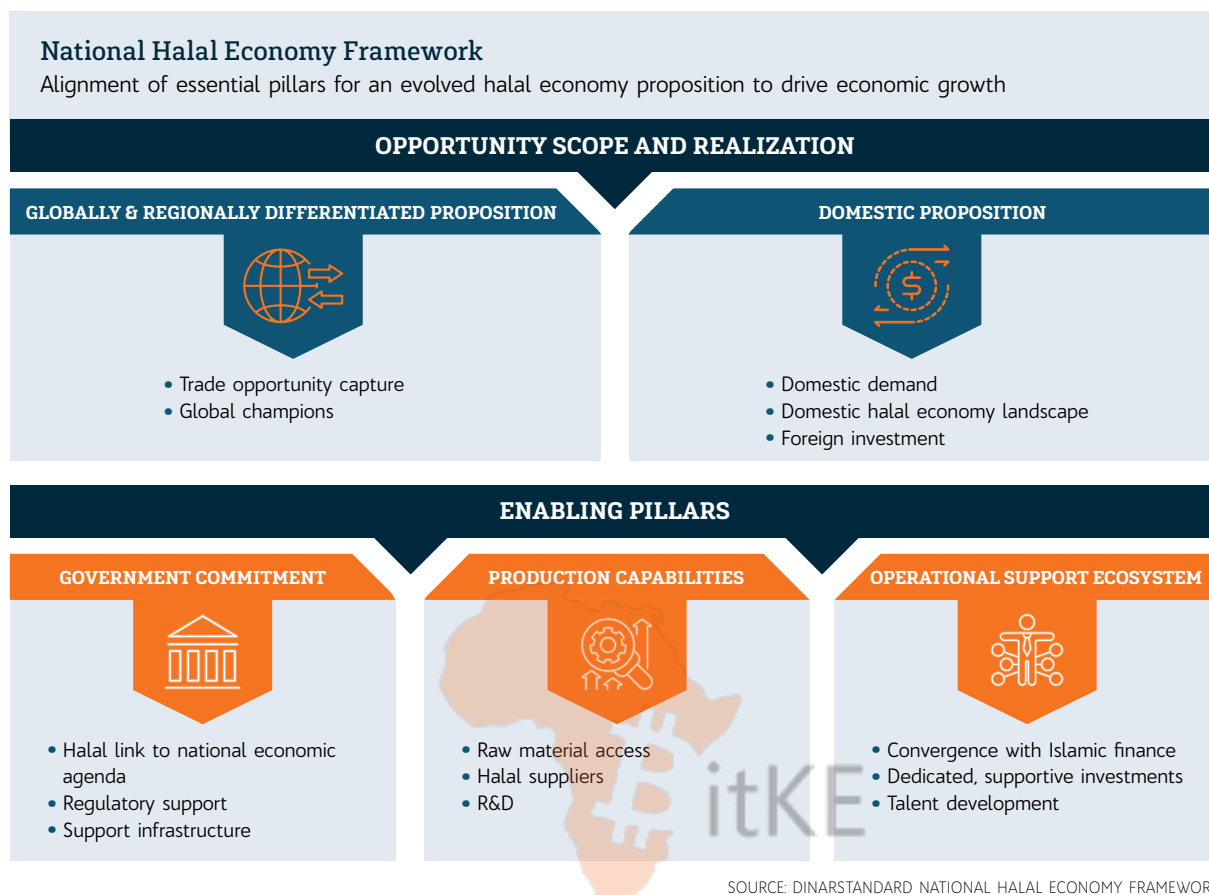 National Halal Economy Framework
Alignment of essential pillars for an evolved halal economy proposition to drive economic growth
OPPORTUNITY SCOPE AND REALIZATION
GLOBALLY & REGIONALLY DIFFERENTIATED PROPOSITION
• Trade opportunity capture
• Global champions
DOMESTIC PROPOSITION
$
• Domestic demand
• Domestic halal economy landscape
• Foreign investment
ENABLING PILLARS
GOVERNMENT COMMITMENT
• Halal link to national economic
agenda
• Regulatory support
• Support infrastructure
PRODUCTION CAPABILITIES
• Raw material access
• Halal suppliers
• R&D
OPERATIONAL SUPPORT ECOSYSTEM
• Convergence with Islamic finance
• Dedicated, supportive investments
• Talent development
BitKE
SOURCE: DINARSTANDARD NATIONAL HALAL ECONOMY FRAMEWOR